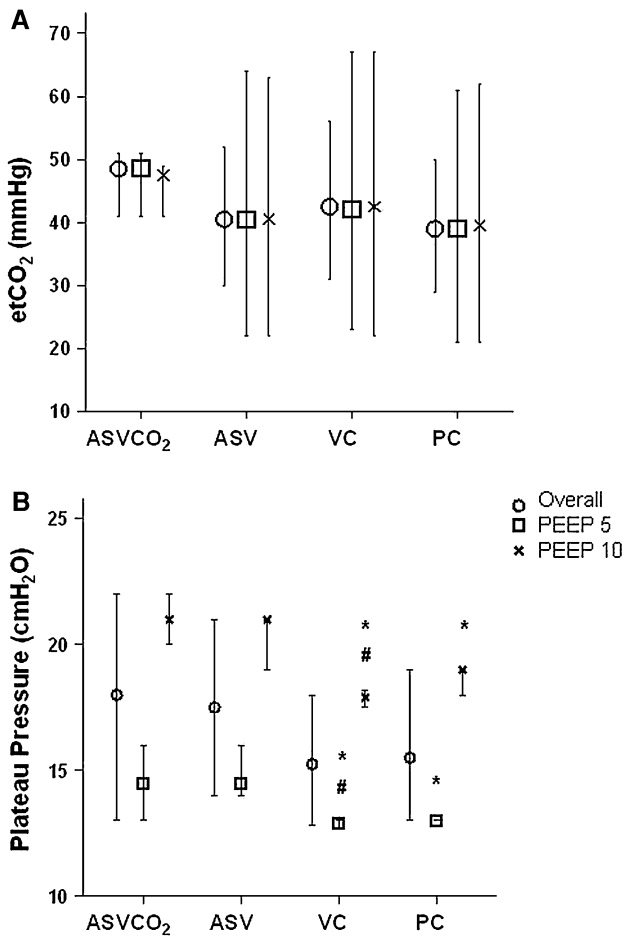 A
etCO₂ (mmHg)
70
60
50
40
30
20
10
ASVCO₂ ASV VC PC
B
Plateau Pressure (cmH₂O)
25
20
15
10
* # * # * *
ASVCO₂ ASV VC PC
Overall
PEEP 5
PEEP 10